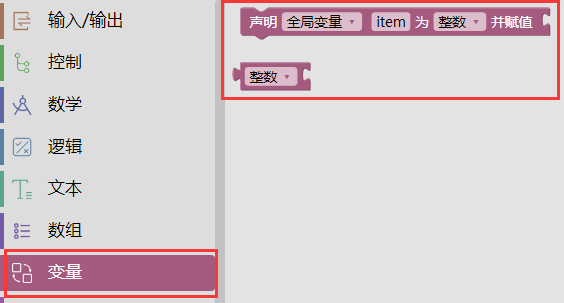 输入/输出
控制
数学
逻辑
文本
数组
变量
声明 全局变量 item 为 整数 并赋值
整数